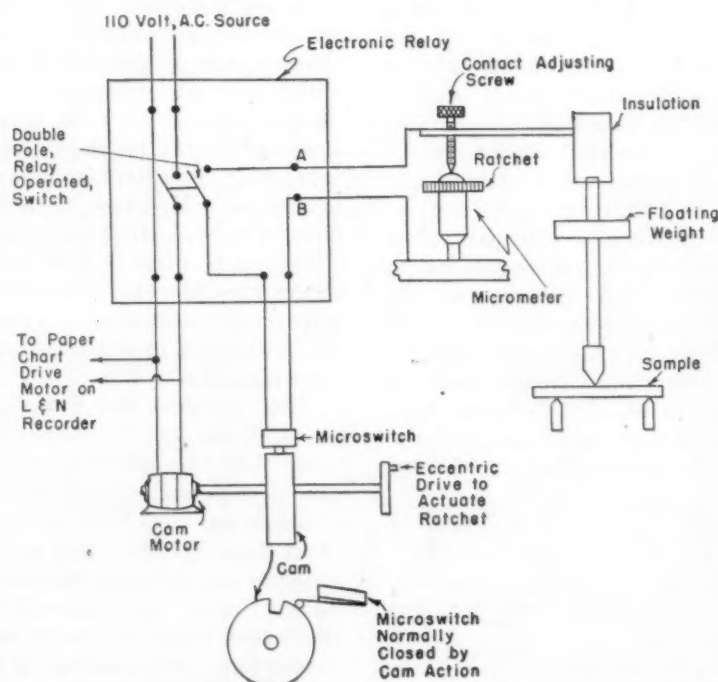 110 Volt, A.C. Source
Electronic Relay
Contact Adjusting
Screw
Insulation
Double
Pole,
Relay
Operated,
Switch
A
B
Ratchet
Floating
Weight
Micrometer
To Paper
Chart
Drive
Motor on
L & N
Recorder
Sample
Microswitch
Eccentric
Drive to
Actuate
Ratchet
Cam
Motor
Cam
Microswitch
Normally
Closed by
Cam Action